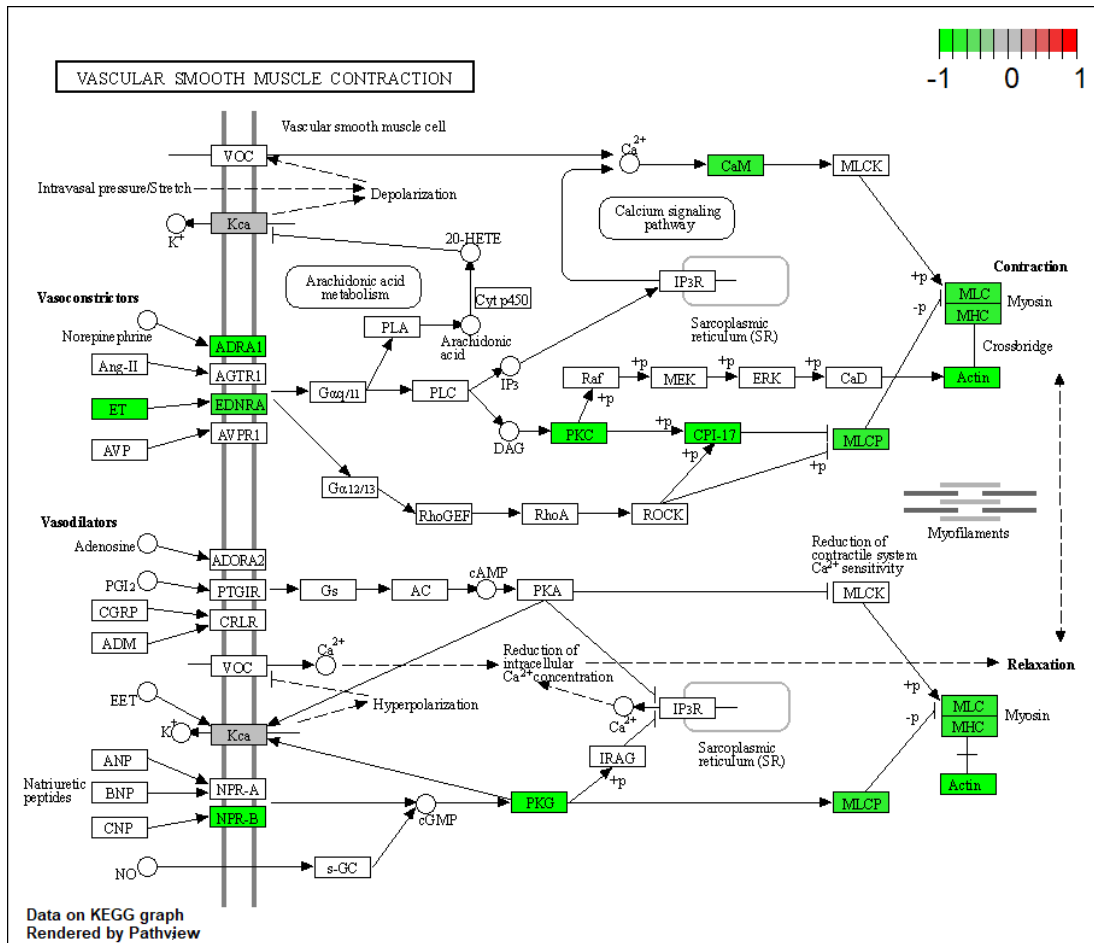 -1 0 1
VASCULAR SMOOTH MUSCLE CONTRACTION
Vascular smooth muscle cell
VOC
Ca2+
CaM
MLCK
Intravasal pressure/Stretch
Depolarization
Kca
K+
20-HETE
Calcium signaling
pathway
Arachidonic acid
metabolism
Cyt p450
IP3R
+p
Contraction
MLC
Myosin
-p
MHC
Vasoconstrictors
Norepinephrine
PLA
Arachidonic
acid
Sarcoplasmic
reticulum (SR)
ADRA1
Crossbridge
Ang-II
AGTR1
Gαq/11
PLC
IP3
Raf
+p
MEK
+p
ERK
+p
CaD
Actin
ET
EDNRA
+p
AVP
AVPR1
DAG
PKC
+p
CPI-17
MLCP
+p
+p
Gα12/13
RhoGEF
RhoA
ROCK
Myofilaments
Vasodilators
Adenosine
ADORA2
Reduction of
contractile system
Ca2+ sensitivity
PGI2
PTGIR
Gs
AC
cAMP
PKA
MLCK
CGRP
CRLR
ADM
VOC
Ca2+
Reduction of
intracellular
Ca2+ concentration
Relaxation
EET
Hyperpolarization
+p
K+
Kca
Ca2+
IP3R
MLC
Myosin
-p
MHC
Sarcoplasmic
reticulum (SR)
ANP
IRAG
+p
Natriuretic
peptides
BNP
NPR-A
Actin
CNP
NPR-B
cGMP
PKG
MLCP
NO
s-GC
Data on KEGG graph
Rendered by Pathview